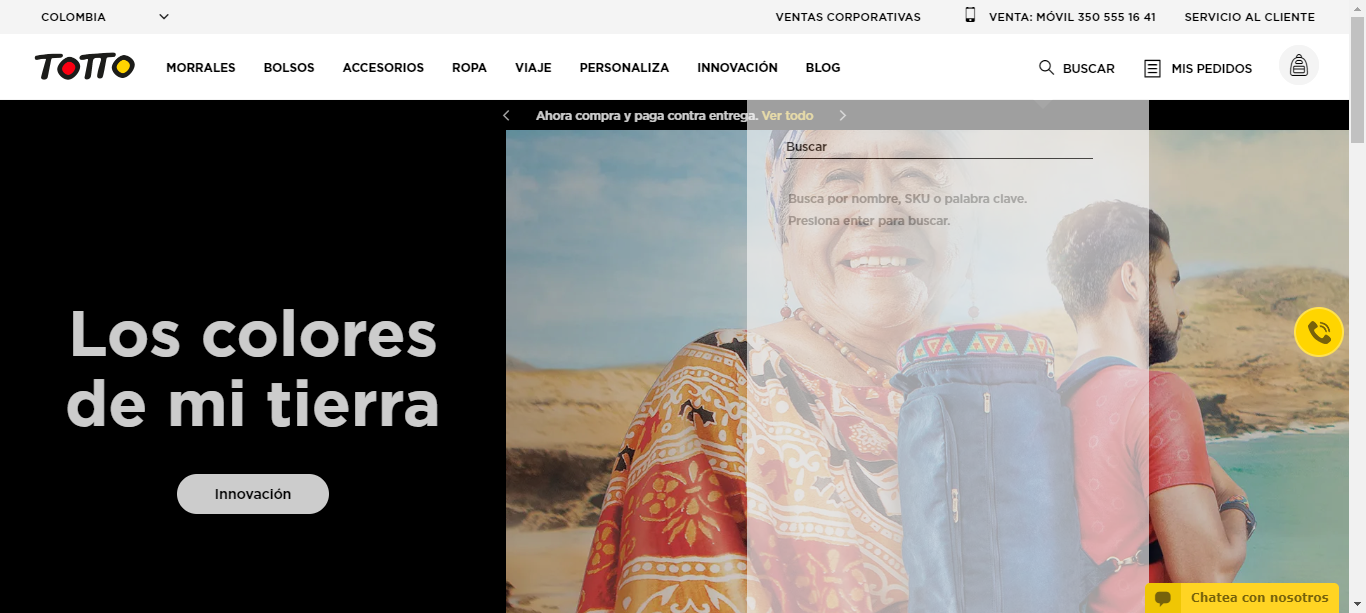 COLOMBIA
VENTAS CORPORATIVAS
VENTA: MÓVIL 350 555 16 41
SERVICIO AL CLIENTE
TOTTO
MORRALES
BOLSOS
ACCESORIOS
ROPA
VIAJE
PERSONALIZA
INNOVACIÓN
BLOG
BUSCAR
MIS PEDIDOS
Ahora compra y paga contra entrega. Ver todo
Buscar
Busca por nombre, SKU o palabra clave.
Presiona enter para buscar.
Los colores
de mi tierra
Innovación
Chatea con nosotros